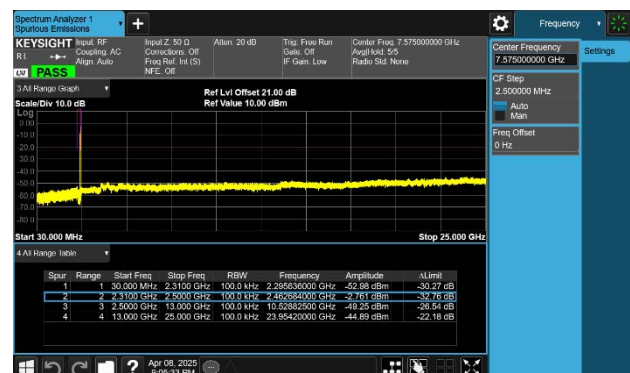 Spectrum Analyzer 1
Spurious Emissions
Frequency
KEYSIGHT Input: RF Input Z: 50 Ω Atten: 20 dB Trig: Free Run Center Freq: 7.575000000 GHz
Coupling: AC Corrections: Off Gate: Off Avg|Hold: 5/5
Align: Auto Freq Ref: Int (S) IF Gain: Low Radio Std: None
NFE: Off
PASS
Center Frequency
7.575000000 GHz
Settings
CF Step
2.500000 MHz
Auto
Man
Freq Offset
0 Hz
3 All Range Graph
Ref Lvl Offset 21.00 dB
Scale/Div 10.0 dB Ref Value 10.00 dBm
Log
0.00
-10.0
-20.0
-30.0
-40.0
-50.0
-60.0
-70.0
-80.0
Start 30.000 MHz Stop 25.000 GHz
4 All Range Table
Spur Range Start Freq Stop Freq RBW Frequency Amplitude ΔLimit
1 1 30.000 MHz 2.3100 GHz 100.0 kHz 2.295636000 GHz -52.98 dBm -30.27 dB
2 2 2.3100 GHz 2.5000 GHz 100.0 kHz 2.462684000 GHz -2.761 dBm -32.76 dB
3 3 2.5000 GHz 13.000 GHz 100.0 kHz 10.52882500 GHz -49.25 dBm -26.54 dB
4 4 13.000 GHz 25.000 GHz 100.0 kHz 23.95420000 GHz -44.89 dBm -22.18 dB
Apr 08, 2025